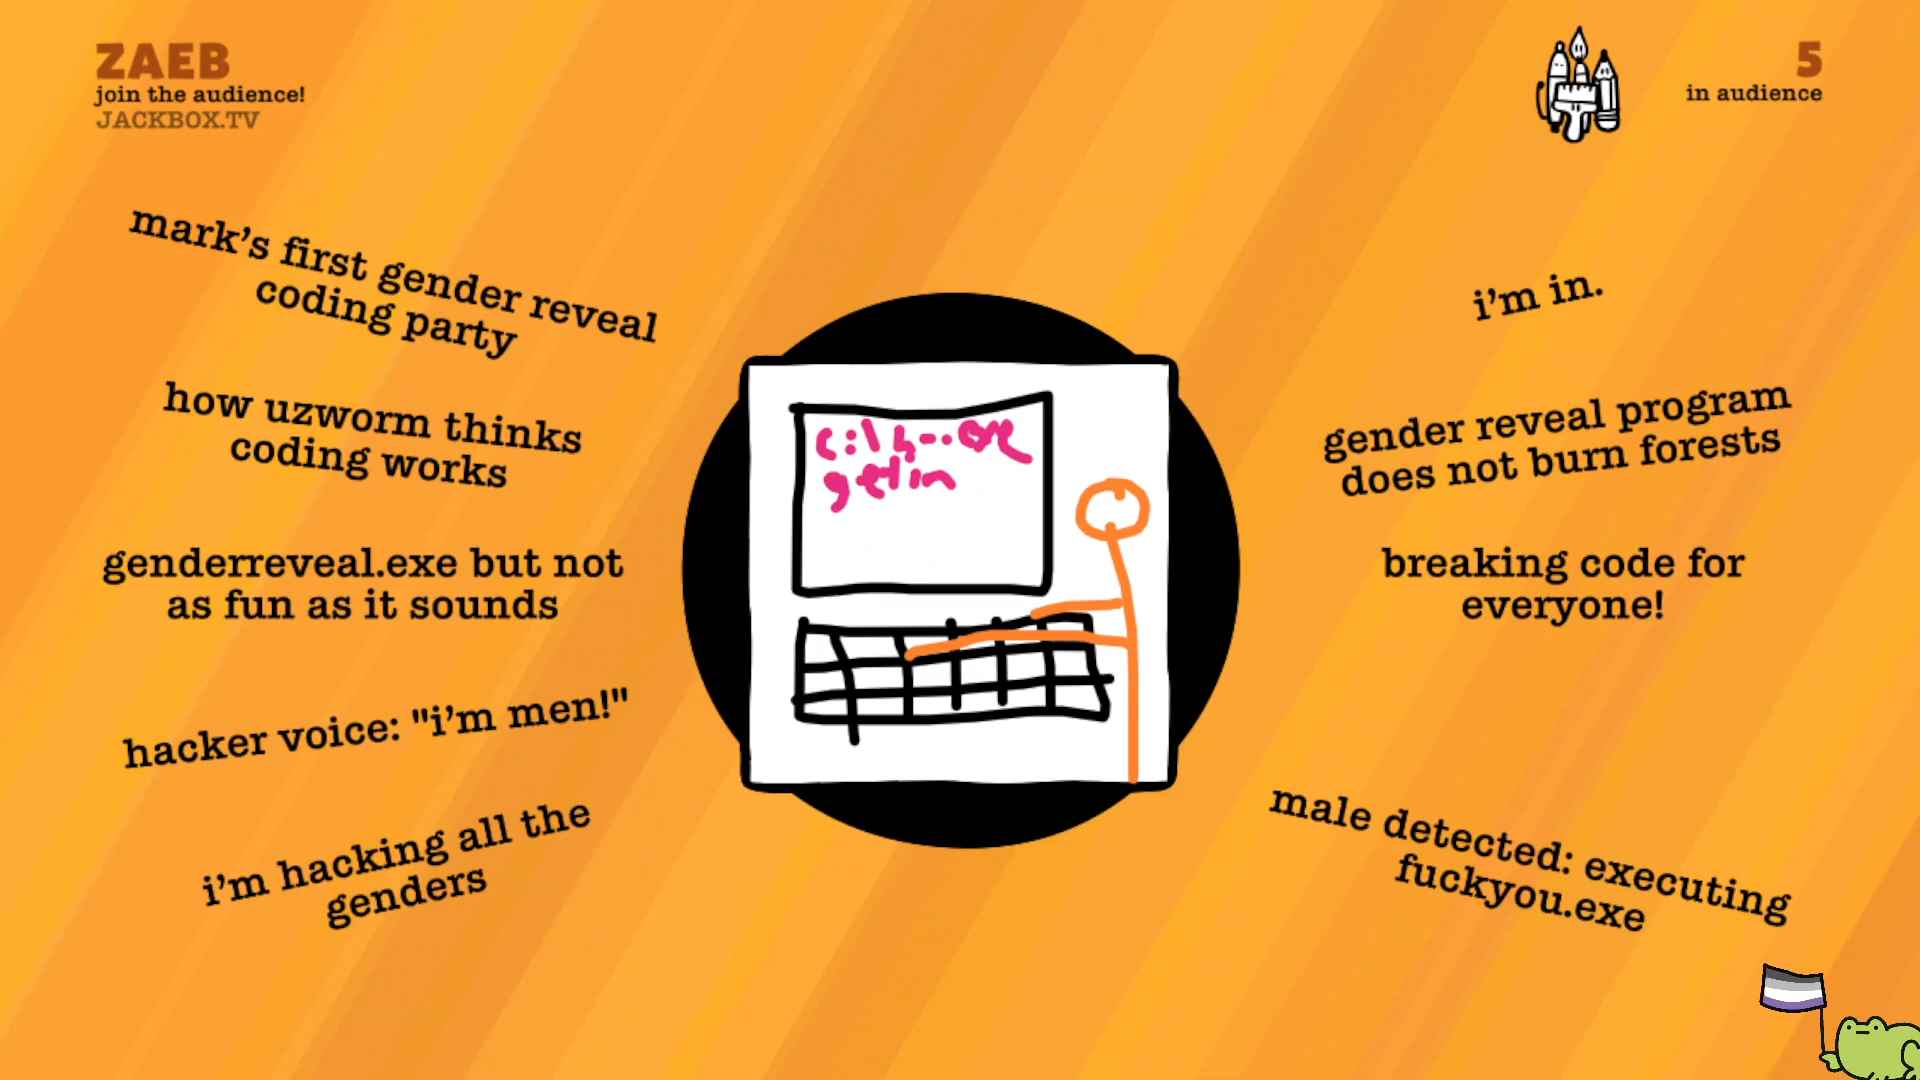 ZAEB
join the audience!
JACKBOX.TV
5
in audience
mark's first gender reveal
coding party
how uzworm thinks
coding works
genderreveal.exe but not
as fun as it sounds
hacker voice: "i'm men!"
i'm hacking all the
genders
c:\
getin
i'm in.
gender reveal program
does not burn forests
breaking code for
everyone!
male detected: executing
fuckyou.exe